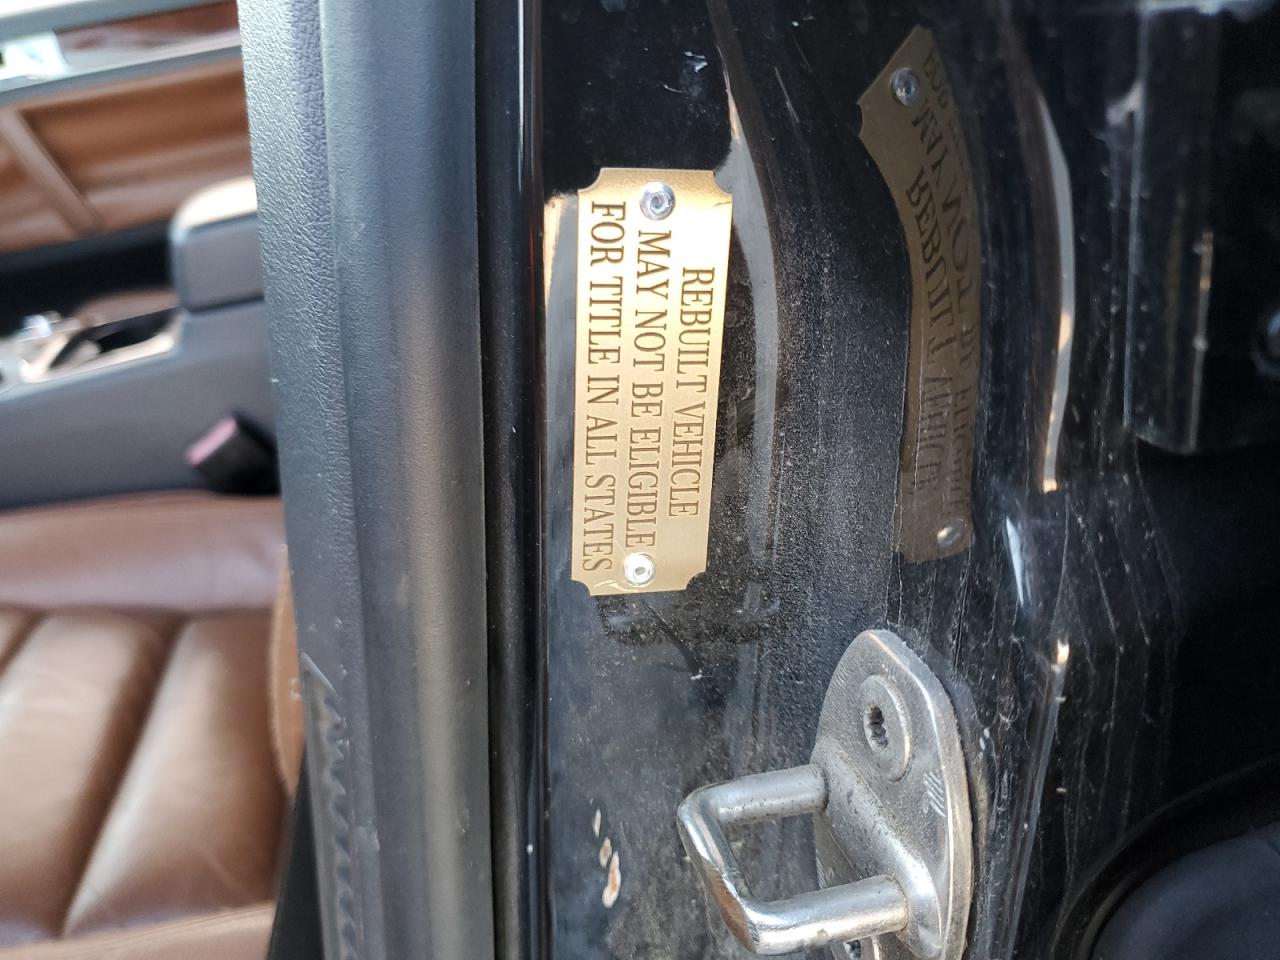 REBUILT VEHICLE
MAY NOT BE ELIGIBLE
FOR TITLE IN ALL STATES